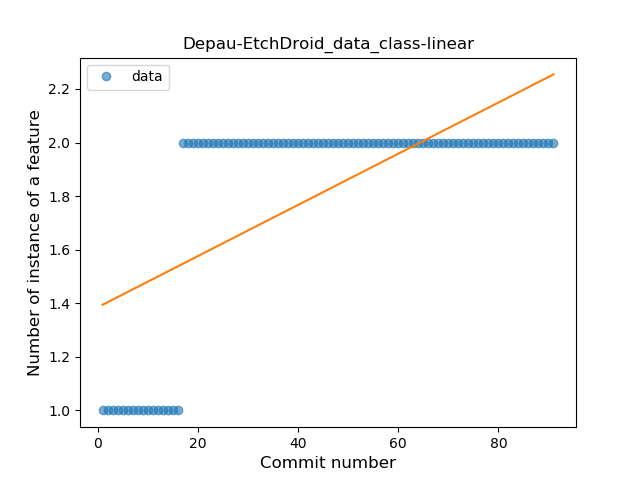 Depau-EtchDroid_data_class-linear
data
Number of instance of a feature
2.2
2.0
1.8
1.6
1.4
1.2
1.0
0 20 40 60 80
Commit number